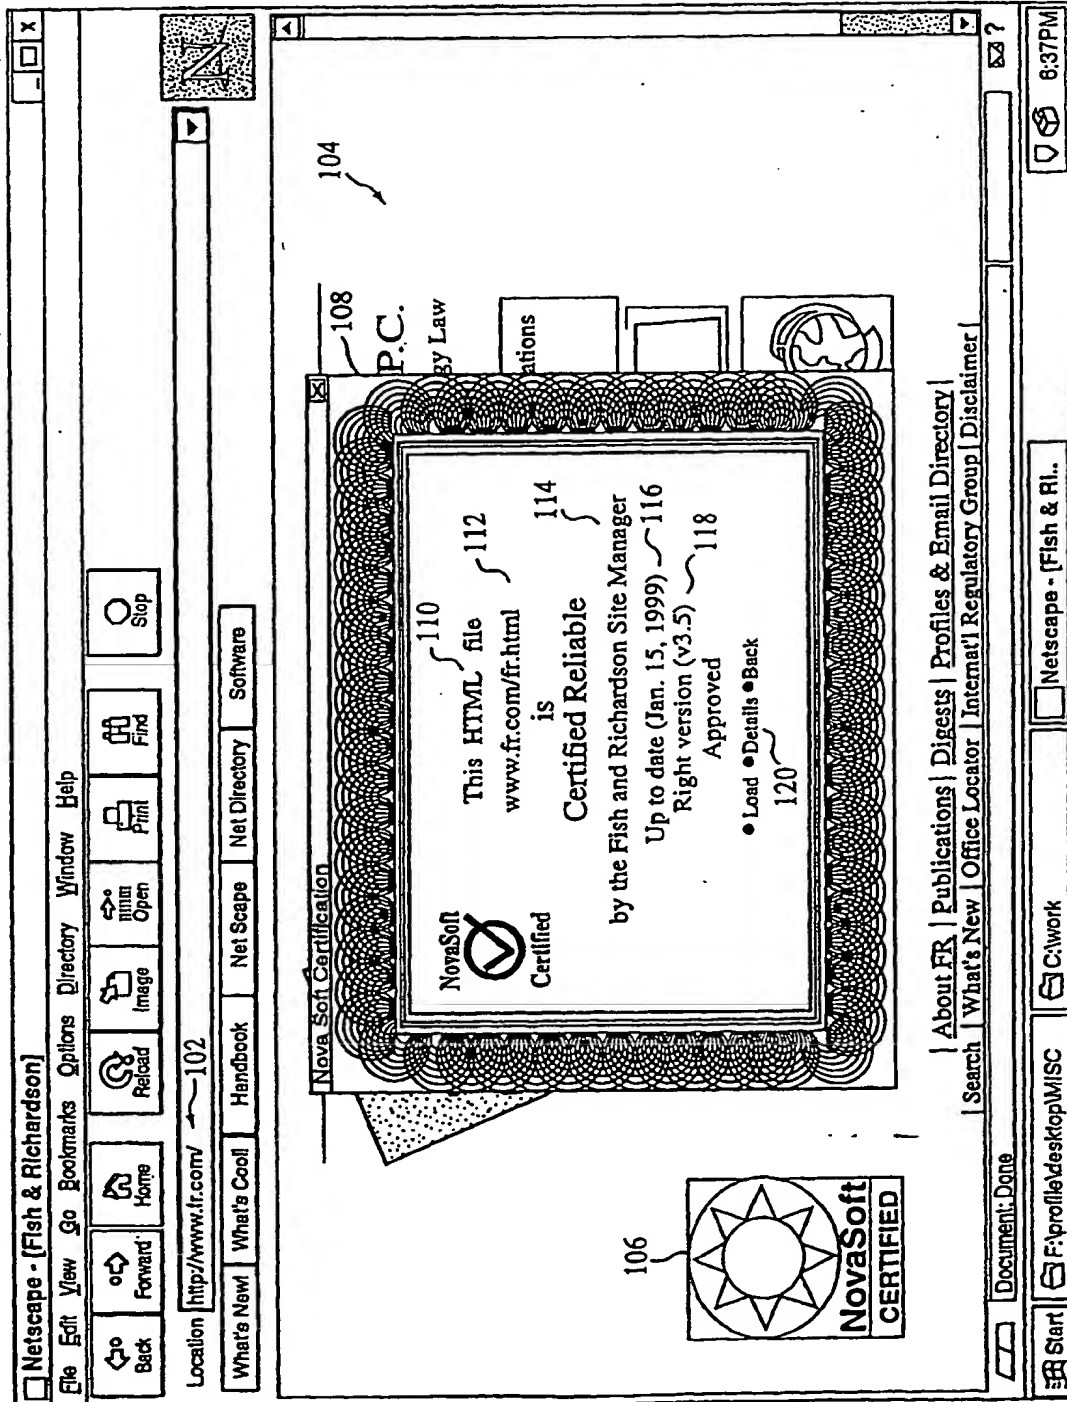 Netscape - [Fish & Richardson]
File Edit View Go Bookmarks Options Directory Window Help
Back Forward Home Reload Image Open Print Find Stop
Location http://www.fr.com/ 102
N
What's New! What's Cool! Handbook Net Scape Net Directory Software
104
108
Nova Soft Certification
P.C.
gy Law
ations
NovaSoft
Certified
110
This HTML file
112
www.fr.com/fr.html
is
114
Certified Reliable
by the Fish and Richardson Site Manager
Up to date (Jan. 15, 1999) 116
Right version (v3.5) 118
Approved
Load Details Back
120
106
NovaSoft
CERTIFIED
| About FR | Publications | Digests | Profiles & Email Directory |
| Search | What's New | Office Locator | Internat'l Regulatory Group | Disclaimer |
Document: Done
?
Start F:\profile\desktop\MISC C:\work Netscape - [Fish & Ri.. 6:37PM